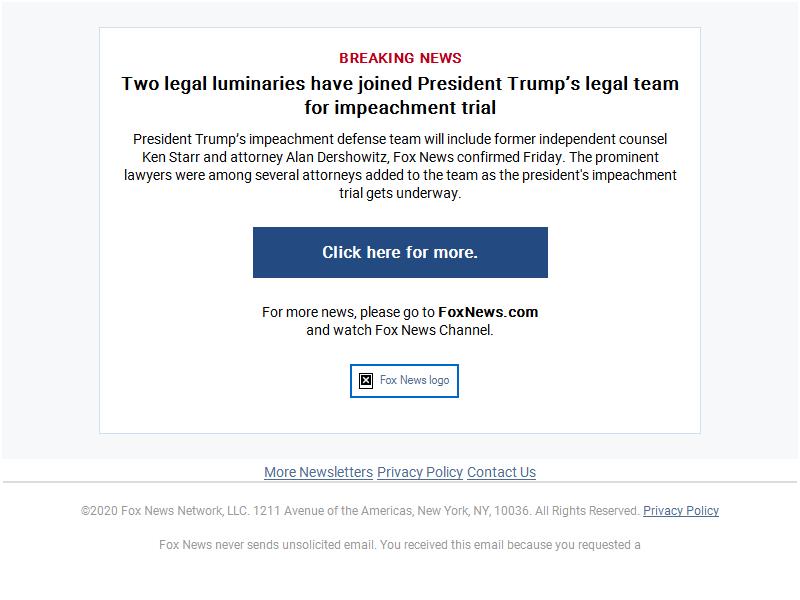 BREAKING NEWS
Two legal luminaries have joined President Trump’s legal team
for impeachment trial
President Trump’s impeachment defense team will include former independent counsel
Ken Starr and attorney Alan Dershowitz, Fox News confirmed Friday. The prominent
lawyers were among several attorneys added to the team as the president's impeachment
trial gets underway.
Click here for more.
For more news, please go to FoxNews.com
and watch Fox News Channel.
Fox News logo
More Newsletters Privacy Policy Contact Us
©2020 Fox News Network, LLC. 1211 Avenue of the Americas, New York, NY, 10036. All Rights Reserved. Privacy Policy
Fox News never sends unsolicited email. You received this email because you requested a